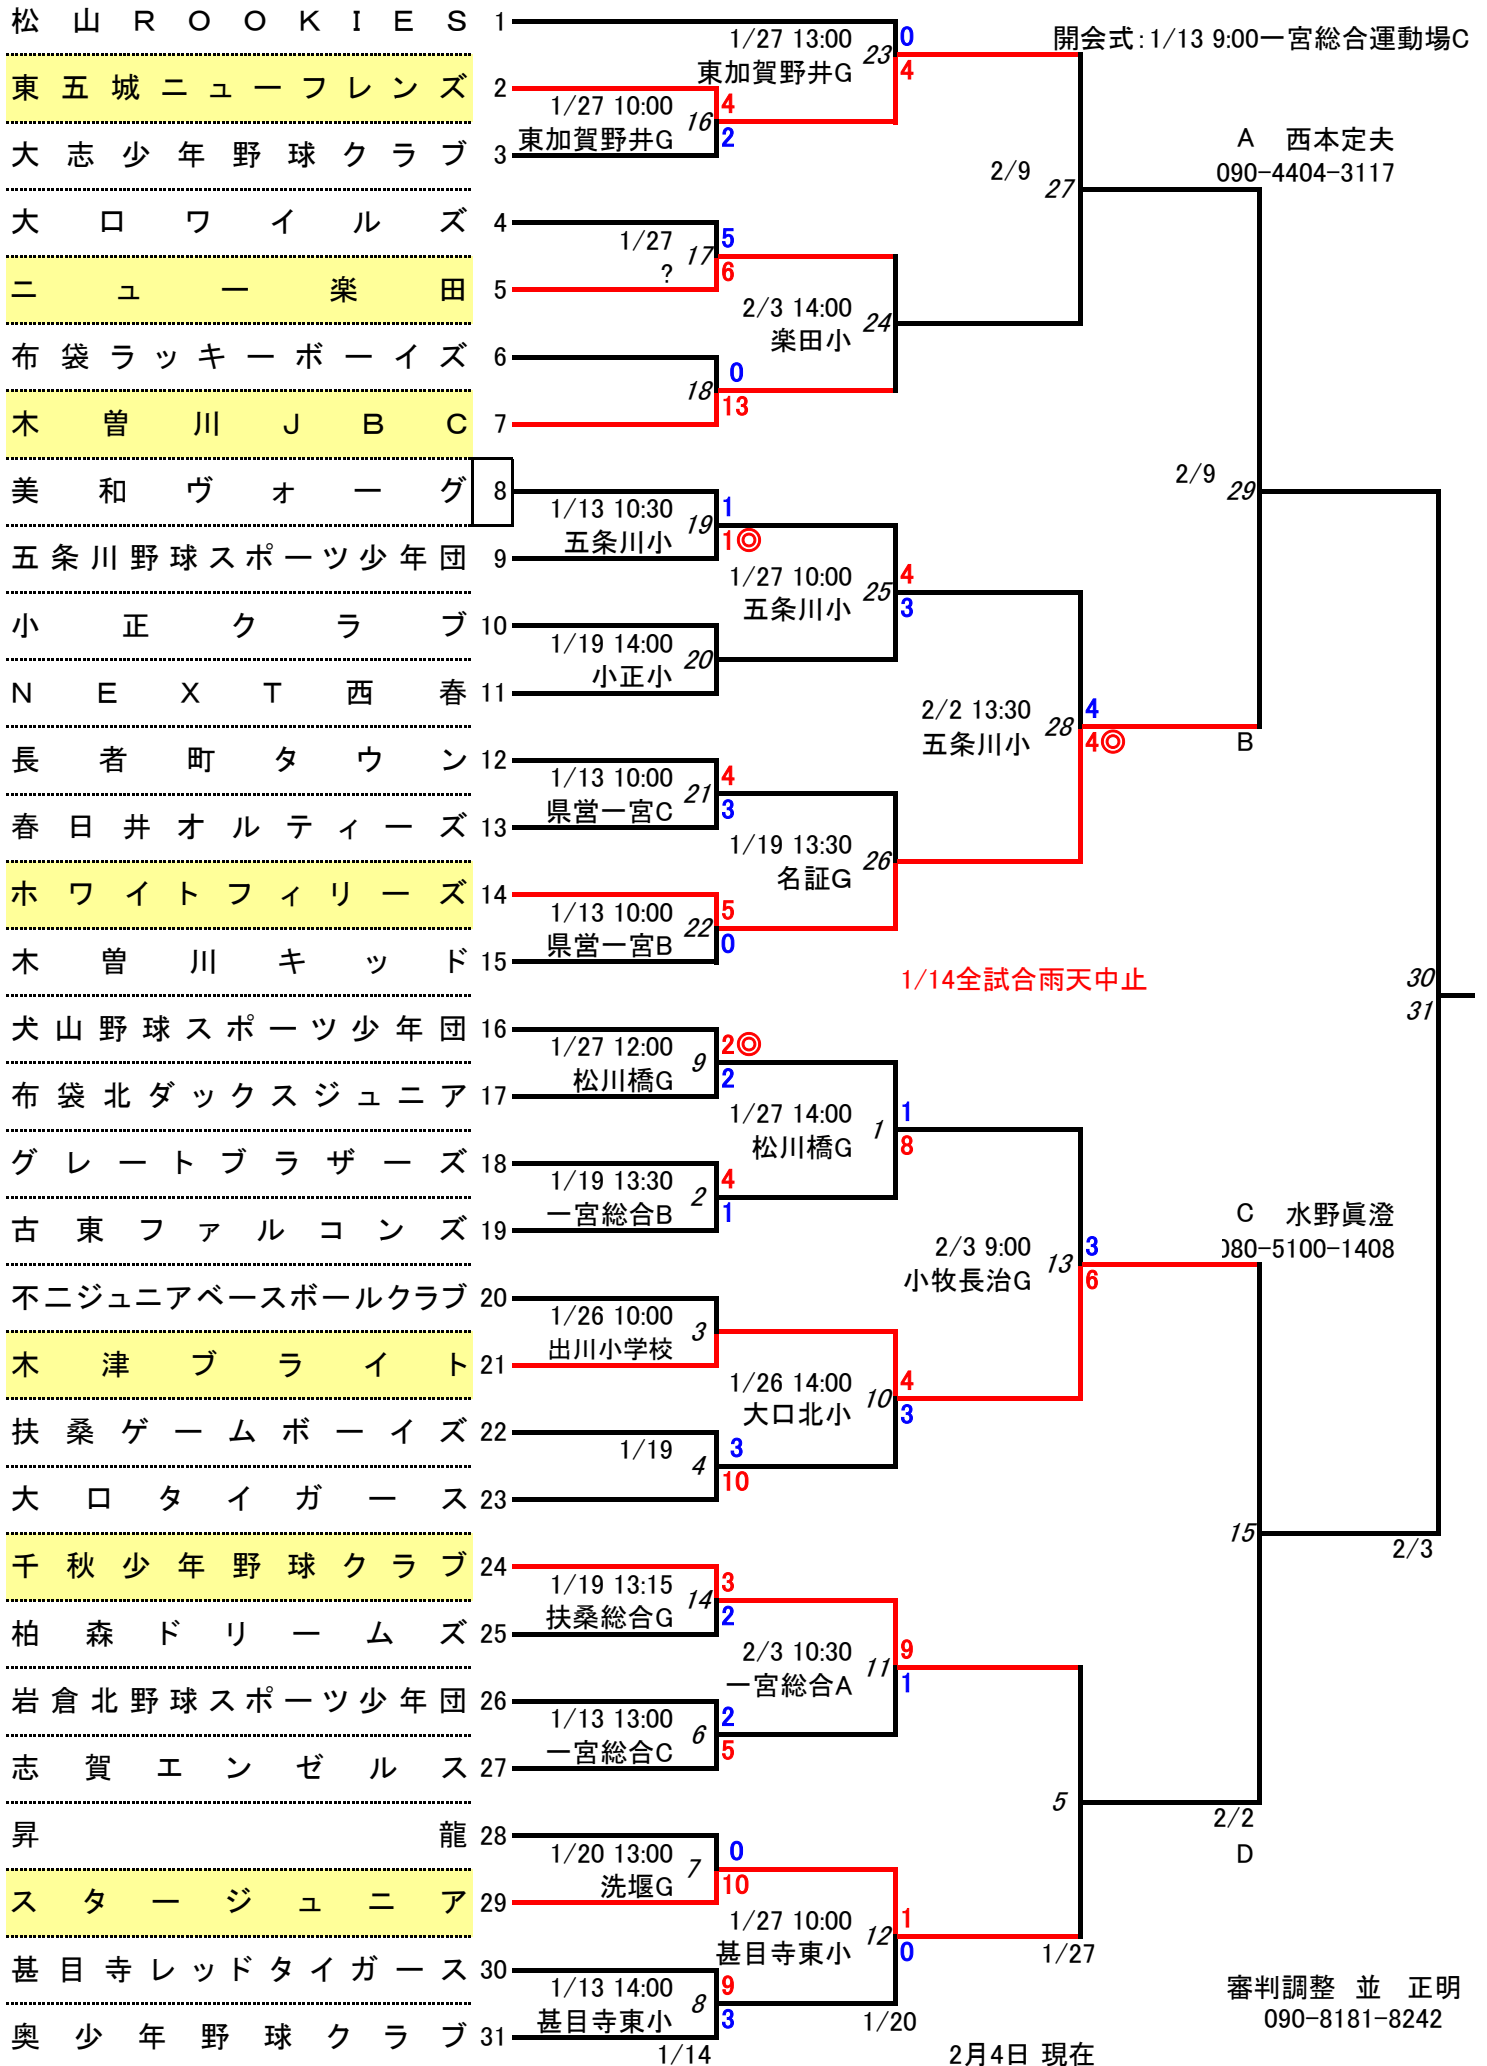 松山ROOKIES 1
1/27 13:00
東加賀野井G
23
0
4
開会式：1/13 9:00一宮総合運動場C
東五城ニューフレンズ 2
1/27 10:00
東加賀野井G
16
4
2
大志少年野球クラブ 3
A 西本定夫
090-4404-3117
2/9 27
大口ワイルズ 4
1/27
?
17
5
6
ニュー楽田 5
2/3 14:00
楽田小
24
布袋ラッキーボーイズ 6
18
0
13
木曽川JBC 7
美和ヴォーグ 8
2/9 29
1/13 10:30
五条川小
19
1
1◎
五条川野球スポーツ少年団 9
1/27 10:00
五条川小
25
4
3
小正クラブ 10
1/19 14:00
小正小
20
NEXT西春 11
2/2 13:30
五条川小
28
4
4◎
B
長者町タウン 12
1/13 10:00
県営一宮C
21
4
3
春日井オルティーズ 13
1/19 13:30
名証G
26
ホワイトフィリーズ 14
1/13 10:00
県営一宮B
22
5
0
木曽川キッド 15
1/14全試合雨天中止
30
31
犬山野球スポーツ少年団 16
1/27 12:00
松川橋G
9
2◎
2
布袋北ダックスジュニア 17
1/27 14:00
松川橋G
1
1
8
グレートブラザーズ 18
1/19 13:30
一宮総合B
2
4
1
古東ファルコンズ 19
C 水野眞澄
080-5100-1408
2/3 9:00
小牧長治G
13
3
6
不二ジュニアベースボールクラブ 20
1/26 10:00
出川小学校
3
木津ブライト 21
1/26 14:00
大口北小
10
4
3
扶桑ゲームボーイズ 22
1/19
4
3
10
大口タイガース 23
15
2/3
千秋少年野球クラブ 24
1/19 13:15
扶桑総合G
14
3
2
柏森ドリームズ 25
2/3 10:30
一宮総合A
11
9
1
岩倉北野球スポーツ少年団 26
1/13 13:00
一宮総合C
6
2
5
志賀エンゼルス 27
5
2/2
D
昇龍 28
1/20 13:00
洗堰G
7
0
10
スタージュニア 29
1/27 10:00
甚目寺東小
12
1
0
1/27
甚目寺レッドタイガース 30
1/13 14:00
甚目寺東小
8
9
3
1/20
奥少年野球クラブ 31
1/14
審判調整 並 正明
090-8181-8242
2月4日 現在